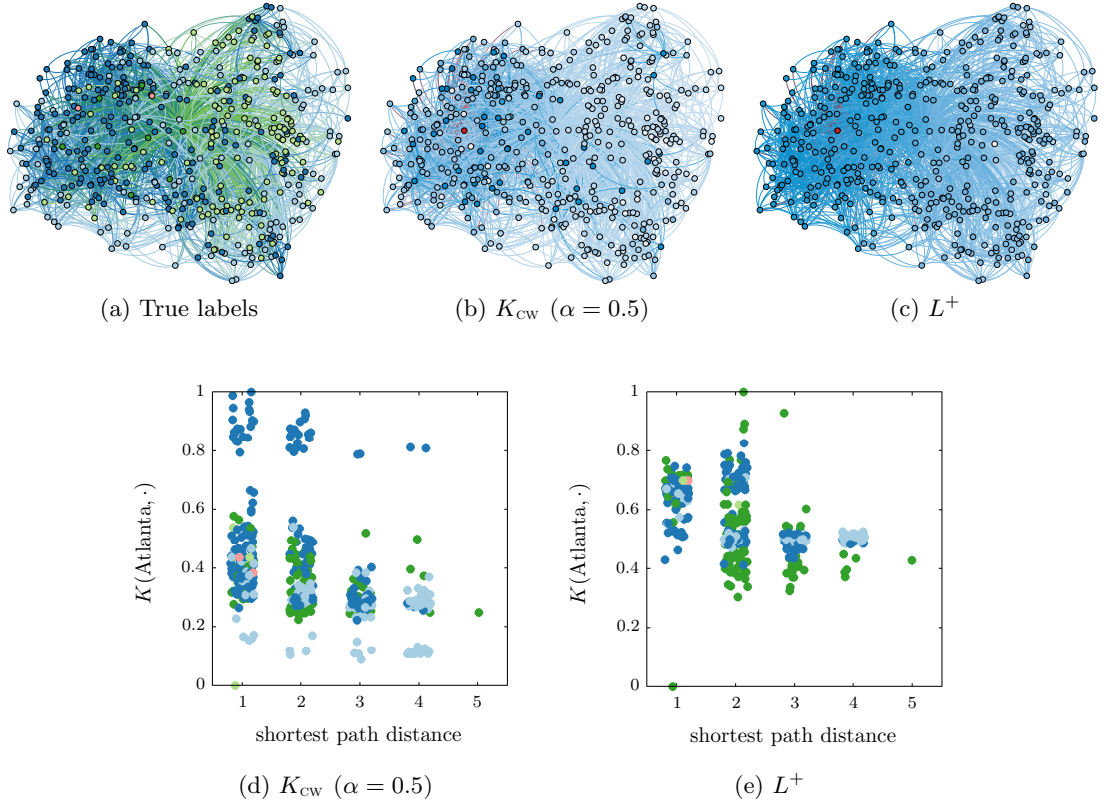 (a) True labels
(b) K_CW (α = 0.5)
(c) L⁺
K(Atlanta, ·)
1
0.8
0.6
0.4
0.2
0
1 2 3 4 5
shortest path distance
(d) K_CW (α = 0.5)
K(Atlanta, ·)
1
0.8
0.6
0.4
0.2
0
1 2 3 4 5
shortest path distance
(e) L⁺